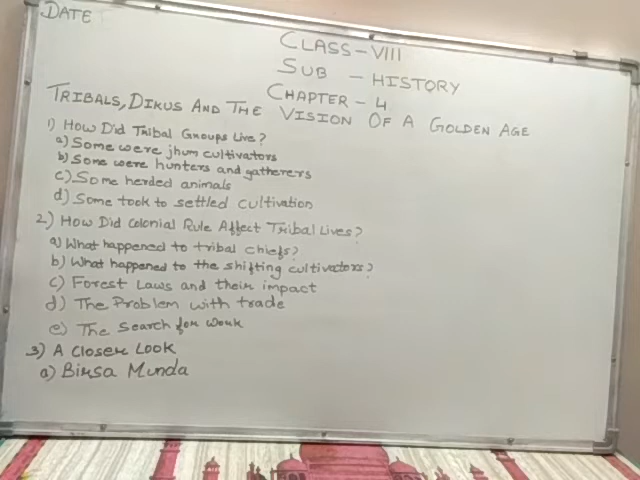 DATE
CLASS-VIII
SUB - HISTORY
CHAPTER - 4
TRIBALS, DIKUS AND THE VISION OF A GOLDEN AGE
1) How Did Tribal Groups Live?
a) Some were jhum cultivators
b) Some were hunters and gatherers
c) Some herded animals
d) Some took to settled cultivation
2) How Did Colonial Rule Affect Tribal Lives?
a) What happened to tribal chiefs?
b) What happened to the shifting cultivators?
c) Forest Laws and their impact
d) The Problem with trade
e) The Search for work
3) A Closer Look
a) Birsa Munda